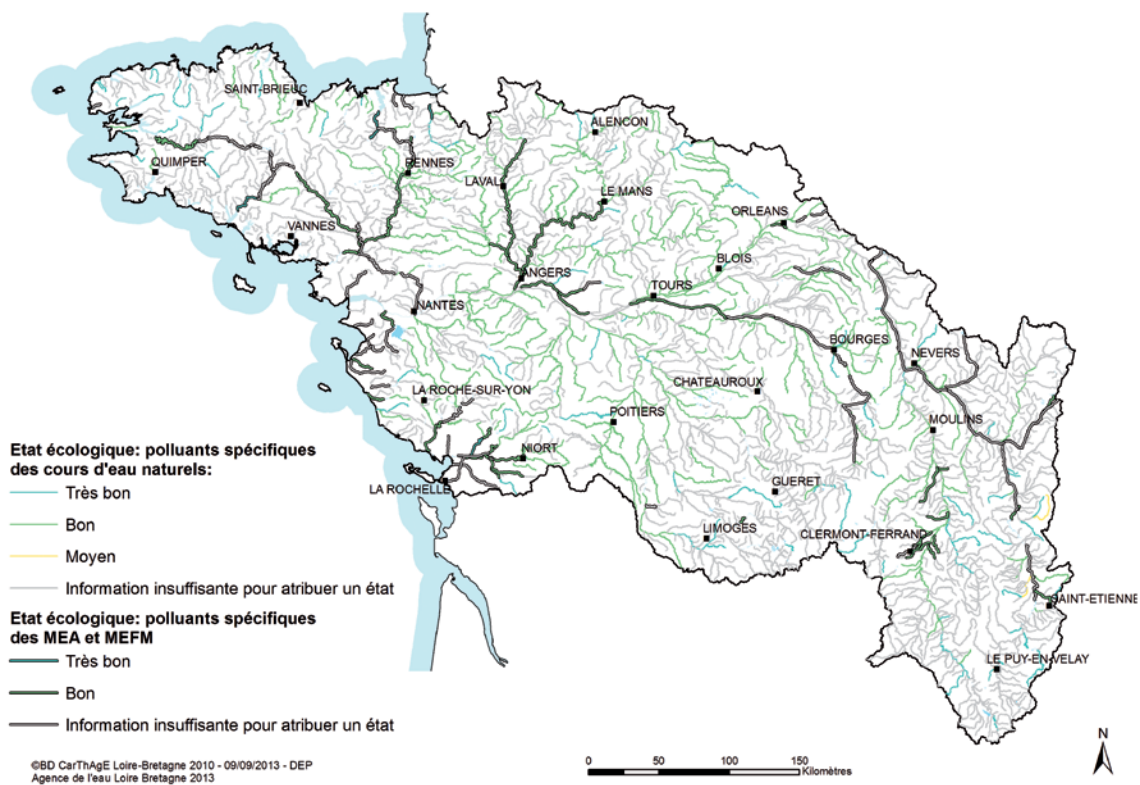 SAINT-BRIEUC
ALENCON
QUIMPER
RENNES
LAVAL
LE MANS
ORLEANS
VANNES
BLOIS
ANGERS
TOURS
NANTES
BOURGES
NEVERS
CHATEAUROUX
LA ROCHE-SUR-YON
POITIERS
MOULINS
NIORT
LA ROCHELLE
GUERET
LIMOGES
CLERMONT-FERRAND
SAINT-ETIENNE
LE PUY-EN-VELAY
Etat écologique: polluants spécifiques
des cours d'eau naturels:
Très bon
Bon
Moyen
Information insuffisante pour atribuer un état
Etat écologique: polluants spécifiques
des MEA et MEFM
Très bon
Bon
Information insuffisante pour atribuer un état
©BD CarThAgE Loire-Bretagne 2010 - 09/09/2013 - DEP
Agence de l'eau Loire Bretagne 2013
0 50 100 150
Kilomètres
N